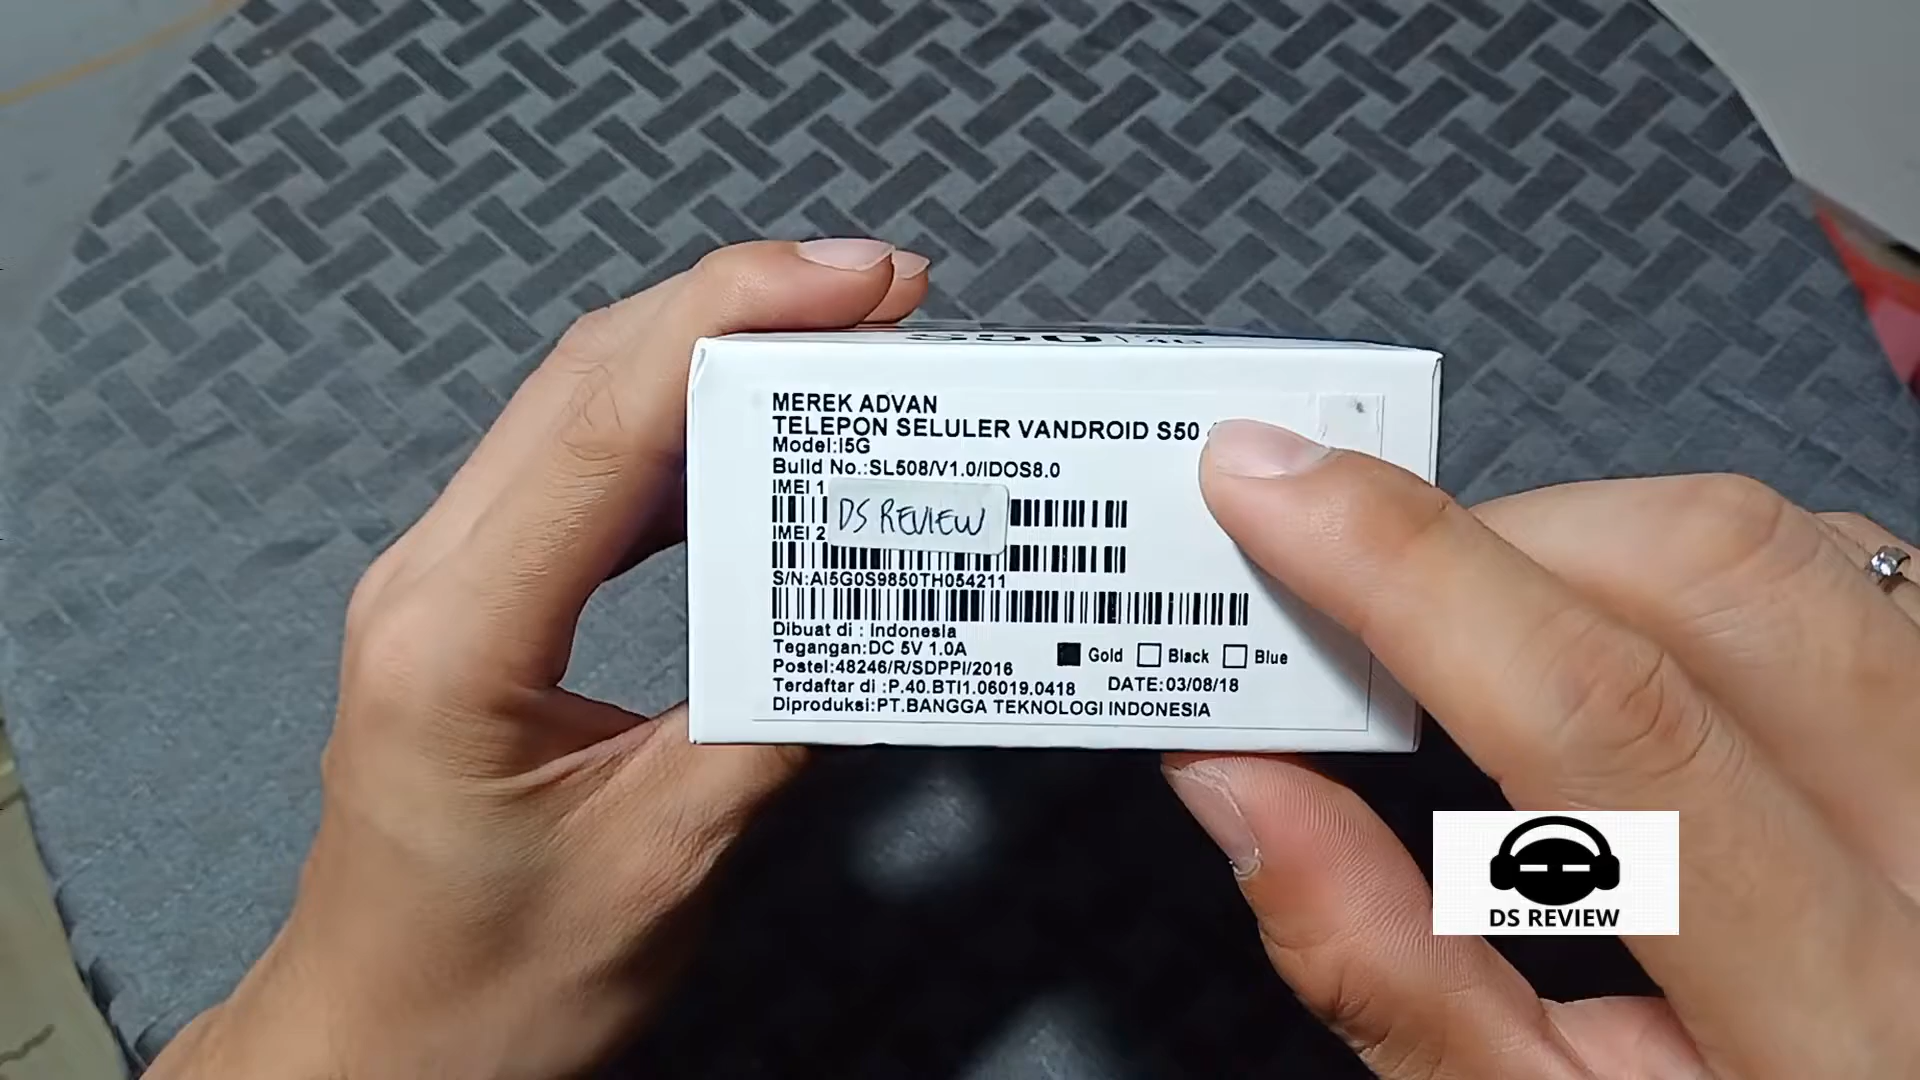 S50 4G
MEREK ADVAN
TELEPON SELULER VANDROID S50
Model:I5G
Build No.:SL508/V1.0/IDOS8.0
IMEI 1
DS REVIEW
IMEI 2
S/N:AI5G0S9850TH054211
Dibuat di : Indonesia
Tegangan:DC 5V 1.0A
Gold Black Blue
Postel:48246/R/SDPPI/2016
Terdaftar di :P.40.BTI1.06019.0418 DATE:03/08/18
Diproduksi:PT.BANGGA TEKNOLOGI INDONESIA
DS REVIEW